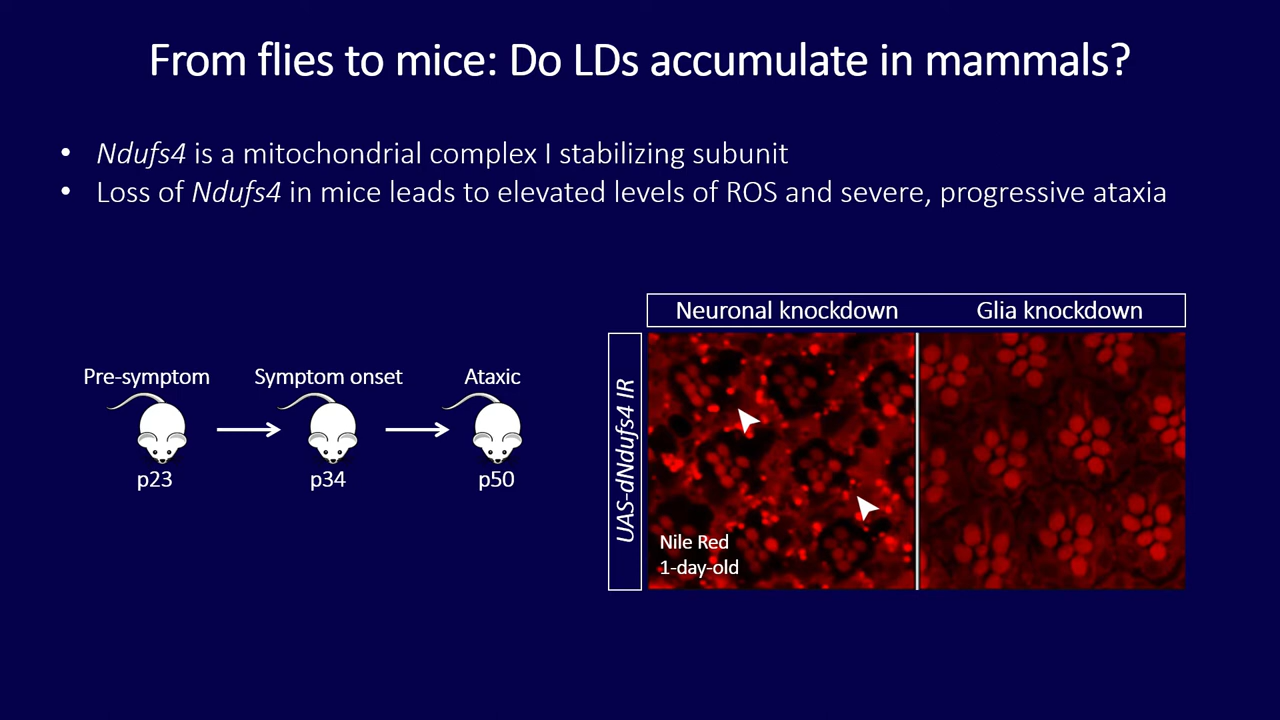 From flies to mice: Do LDs accumulate in mammals?
• Ndufs4 is a mitochondrial complex I stabilizing subunit
• Loss of Ndufs4 in mice leads to elevated levels of ROS and severe, progressive ataxia
Pre-symptom
Symptom onset
Ataxic
p23
p34
p50
Neuronal knockdown
Glia knockdown
UAS-dNdufs4 IR
Nile Red
1-day-old